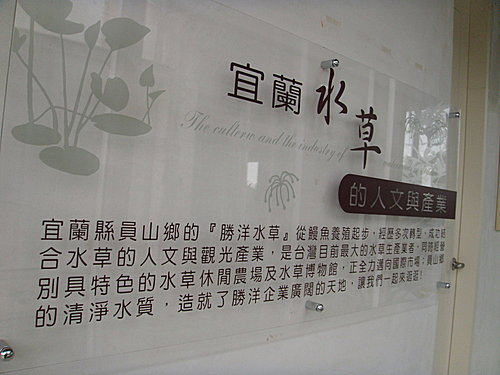 宜蘭水草
The culture and the industry of
的人文與產業
宜蘭縣員山鄉的『勝洋水草』從鰻魚養殖起步，經歷多次轉型，成功結
合水草的人文與觀光產業，是台灣目前最大的水草生產業者，同時經營
別具特色的水草休閒農場及水草博物館，正全力邁向國際市場；員山鄉
的清淨水質，造就了勝洋企業廣闊的天地，讓我們一起來逛逛！